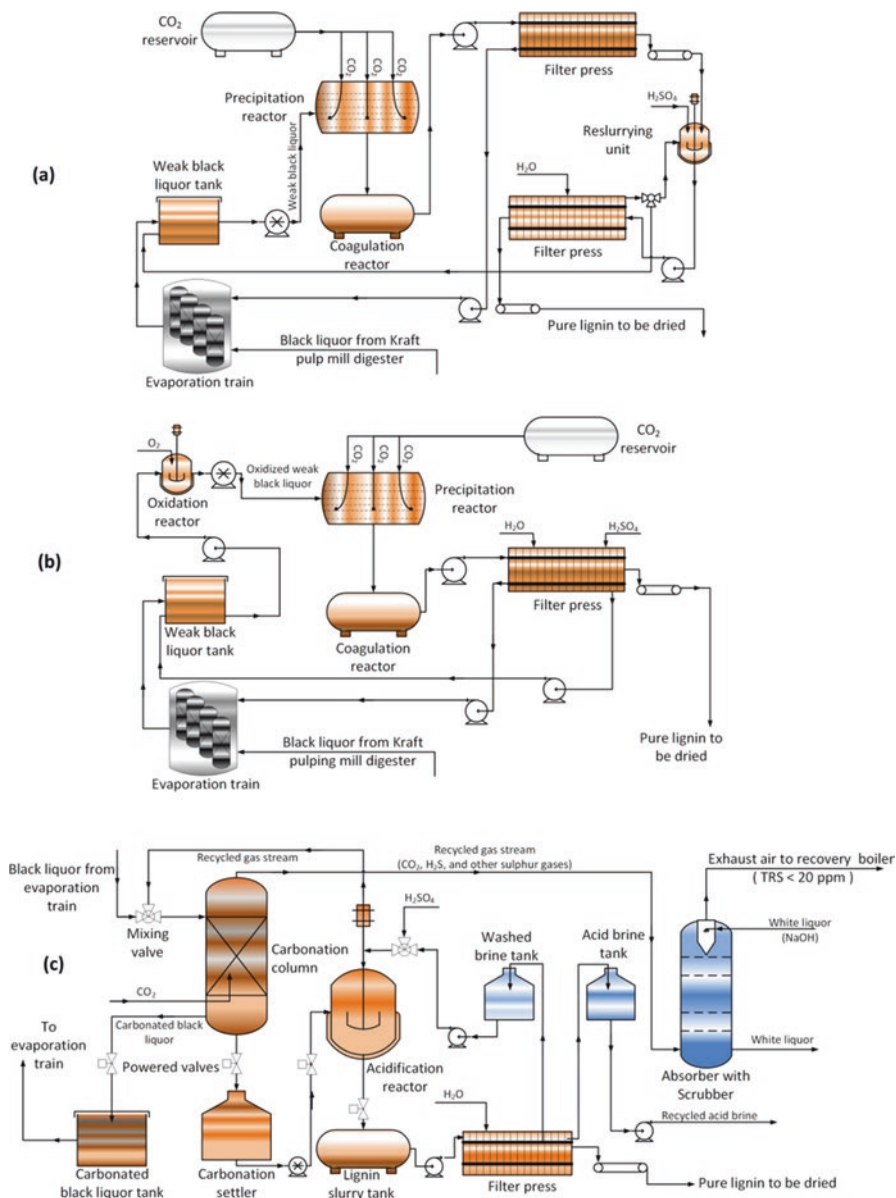 CO2
reservoir
CO2
CO2
CO2
Filter press
Precipitation
reactor
H2SO4
Reslurrying
unit
(a)
Weak black
liquor tank
Weak black liquor
H2O
Coagulation
reactor
Filter press
Pure lignin to be dried
Black liquor from Kraft
pulp mill digester
Evaporation train
O2
CO2
reservoir
CO2
CO2
CO2
Oxidized weak
black liquor
Oxidation
reactor
Precipitation
reactor
H2O
H2SO4
(b)
Filter press
Weak black
liquor tank
Coagulation
reactor
Black liquor from Kraft
pulping mill digester
Pure lignin to
be dried
Evaporation train
Recycled gas stream
Recycled gas stream
(CO2, H2S, and other sulphur gases)
Exhaust air to recovery boiler
( TRS < 20 ppm )
Black liquor from
evaporation
train
H2SO4
White liquor
(NaOH)
Mixing
valve
Carbonation
column
Washed
brine tank
Acid brine
tank
(c)
CO2
Carbonated black
liquor
To
evaporation
train
Powered valves
Acidification
reactor
White liquor
Absorber with
Scrubber
H2O
Recycled acid brine
Carbonated
black liquor tank
Carbonation
settler
Lignin
slurry tank
Filter press
Pure lignin to be dried